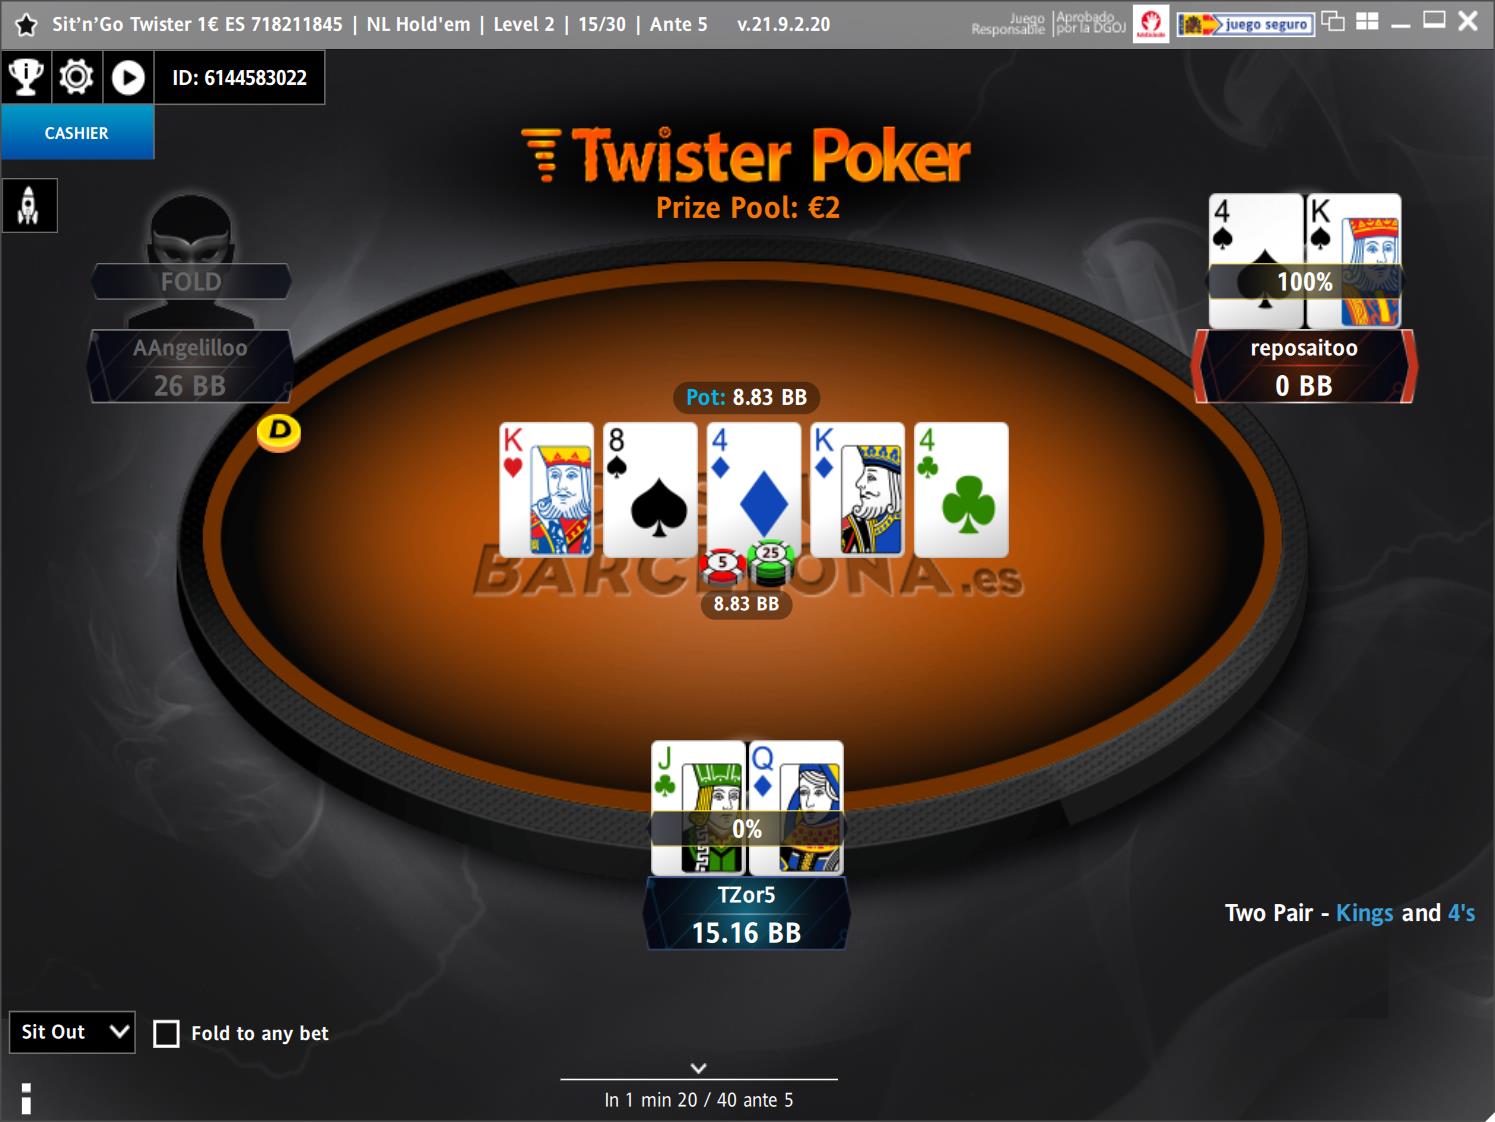 Sit'n'Go Twister 1€ ES 718211845 | NL Hold'em | Level 2 | 15/30 | Ante 5 v.21.9.2.20
Juego Responsable
Aprobado por la DGOJ
juego seguro
ID: 6144583022
CASHIER
Twister Poker
Prize Pool: €2
FOLD
AAngelilloo
26 BB
D
4 K
100%
reposaitoo
0 BB
Pot: 8.83 BB
K 8 4 K 4
5 25
BARCELONA.es
8.83 BB
J Q
0%
TZor5
15.16 BB
Two Pair - Kings and 4's
Sit Out
Fold to any bet
In 1 min 20 / 40 ante 5